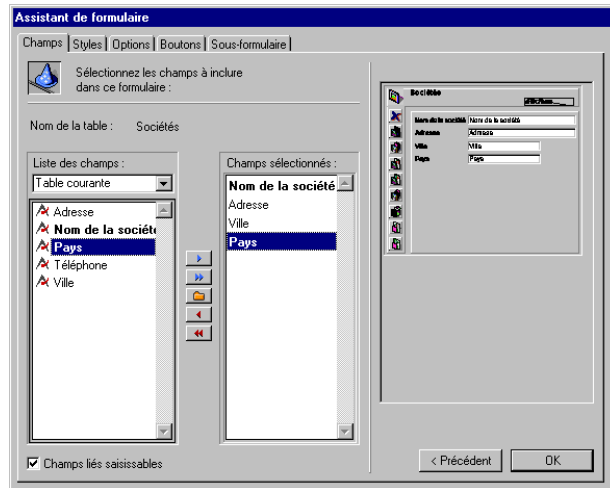 Assistant de formulaire
Champs Styles Options Boutons Sous-formulaire
Sélectionnez les champs à inclure
dans ce formulaire :
Nom de la table : Sociétés
Liste des champs :
Table courante
Adresse
Nom de la sociéte
Pays
Téléphone
Ville
Champs sélectionnés :
Nom de la société
Adresse
Ville
Pays
Sociétés
Nom de la société Nom de la société
Adresse Adresse
Ville Ville
Pays Pays
Champs liés saisissables
< Précédent OK